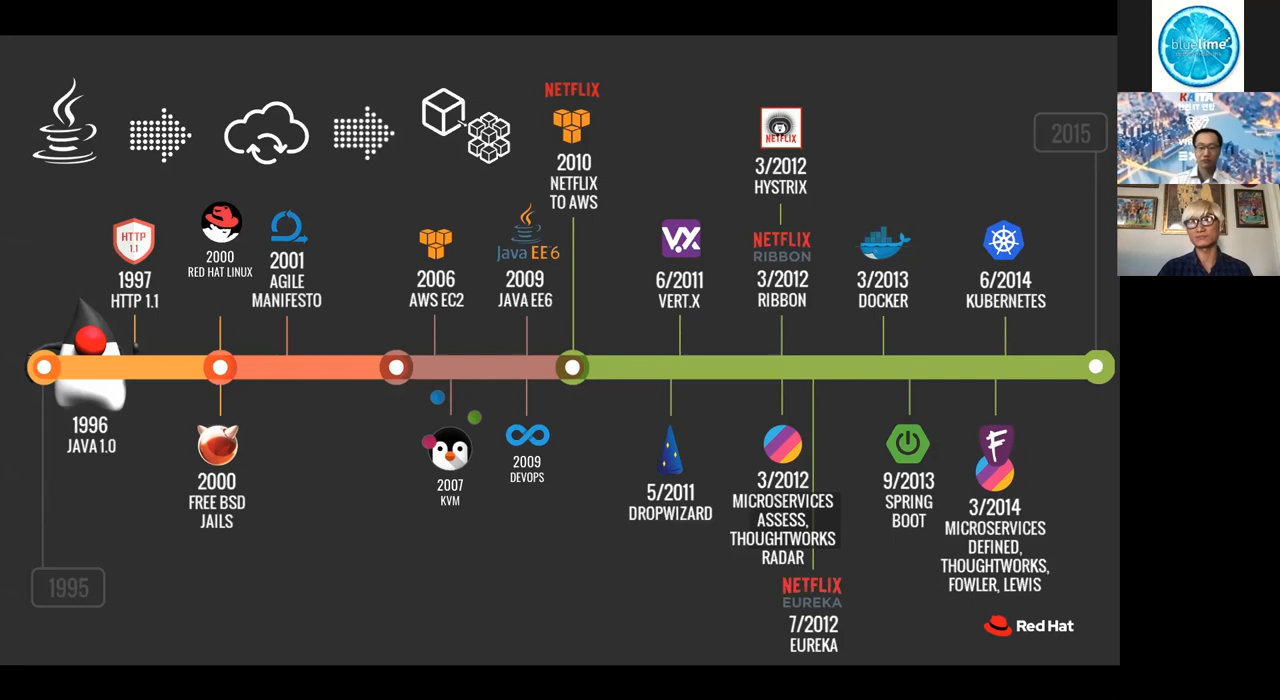 NETFLIX
2010
NETFLIX
TO AWS
NETFLIX
3/2012
HYSTRIX
2015
HTTP
1.1
1997
HTTP 1.1
2000
RED HAT LINUX
2001
AGILE
MANIFESTO
2006
AWS EC2
Java EE6
2009
JAVA EE6
VX
6/2011
VERT.X
NETFLIX
RIBBON
3/2012
RIBBON
3/2013
DOCKER
6/2014
KUBERNETES
1996
JAVA 1.0
2000
FREE BSD
JAILS
2007
KVM
2009
DEVOPS
5/2011
DROPWIZARD
3/2012
MICROSERVICES
ASSESS,
THOUGHTWORKS
RADAR
NETFLIX
EUREKA
7/2012
EUREKA
9/2013
SPRING
BOOT
F
3/2014
MICROSERVICES
DEFINED,
THOUGHTWORKS,
FOWLER, LEWIS
1995
Red Hat
bluelime